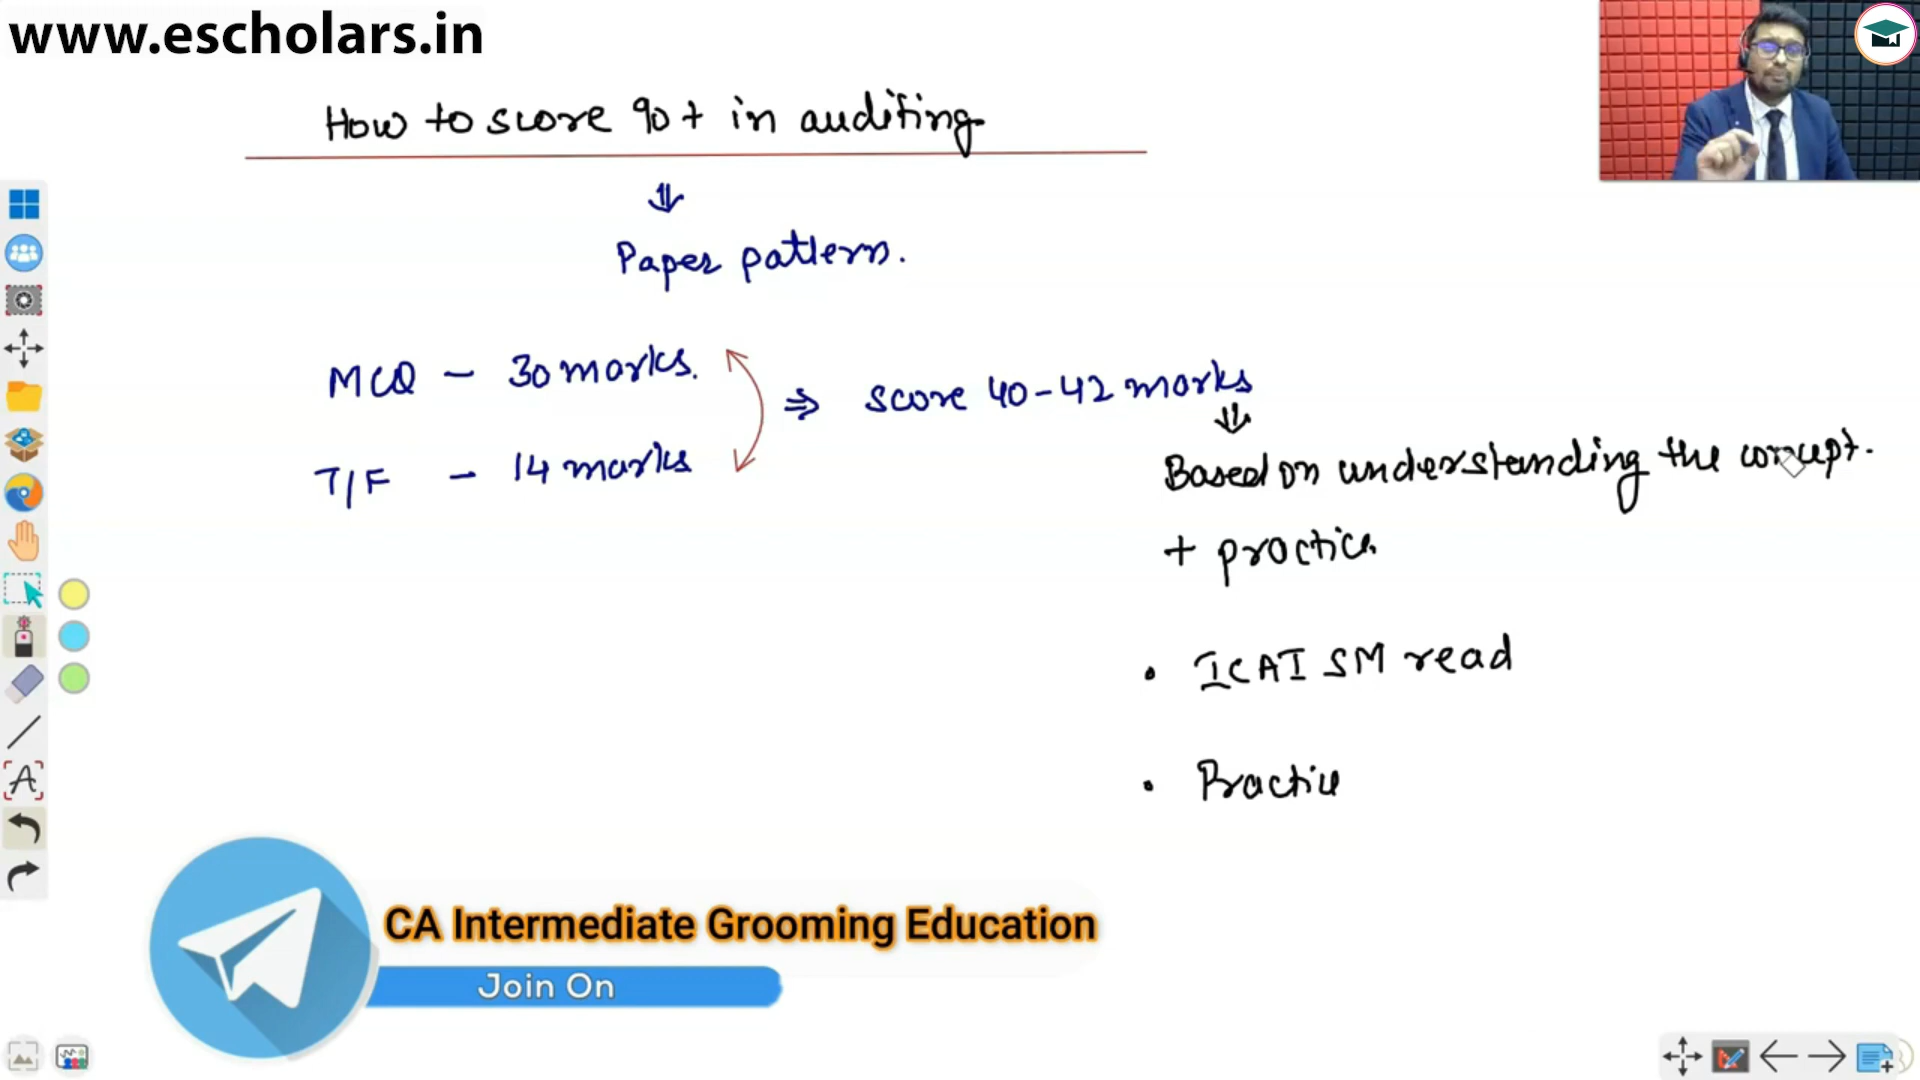 www.escholars.in
How to score 90+ in auditing
Paper pattern.
MCQ - 30 marks.
T/F - 14 marks
⇒ score 40-42 marks
Based on understanding the concept.
+ practice
• ICAI SM read
• Practice
CA Intermediate Grooming Education
Join On